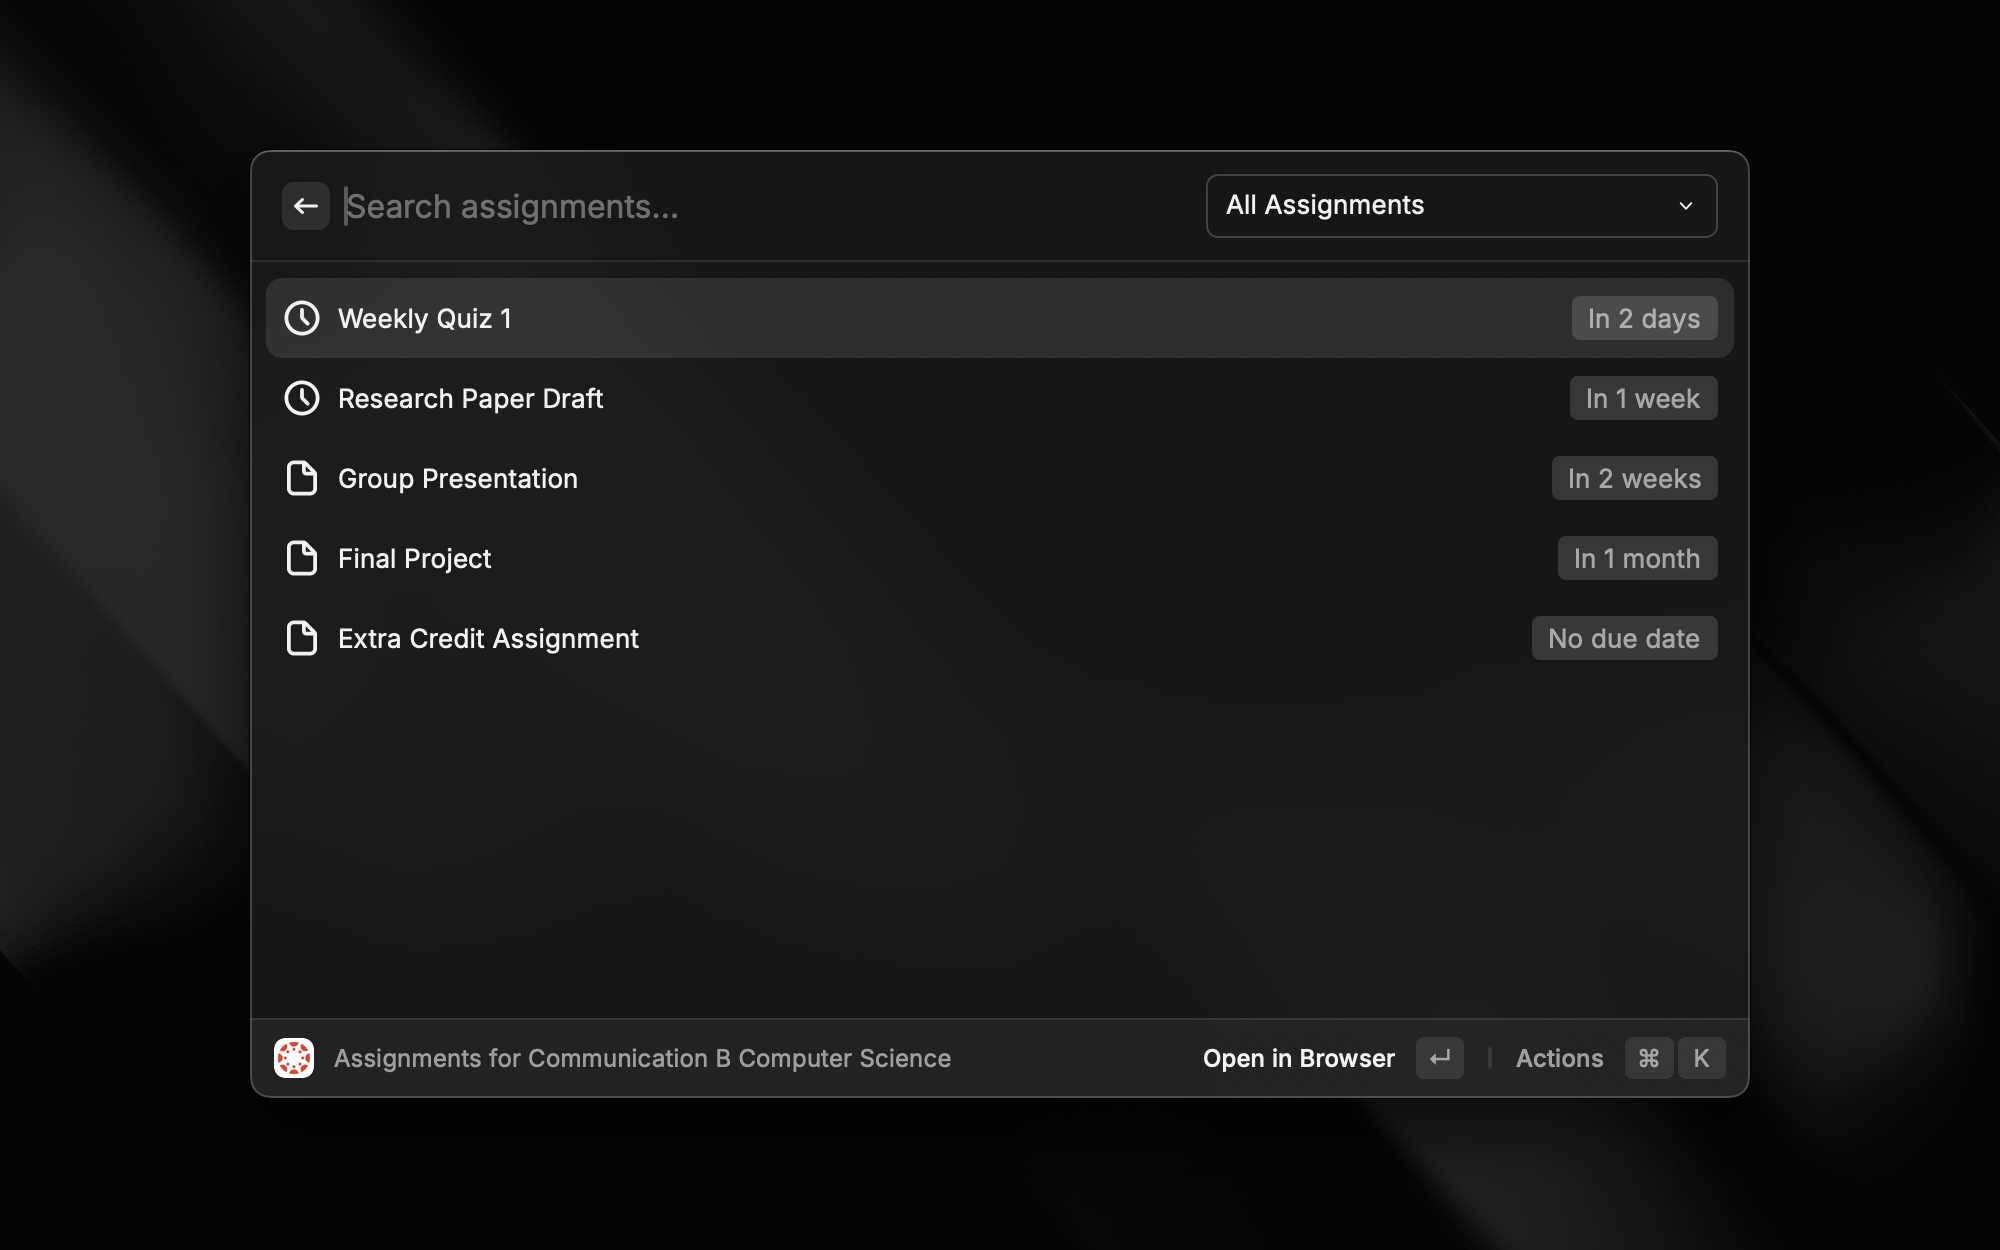 Search assignments...
All Assignments
Weekly Quiz 1
In 2 days
Research Paper Draft
In 1 week
Group Presentation
In 2 weeks
Final Project
In 1 month
Extra Credit Assignment
No due date
Assignments for Communication B Computer Science
Open in Browser ↵
Actions ⌘ K